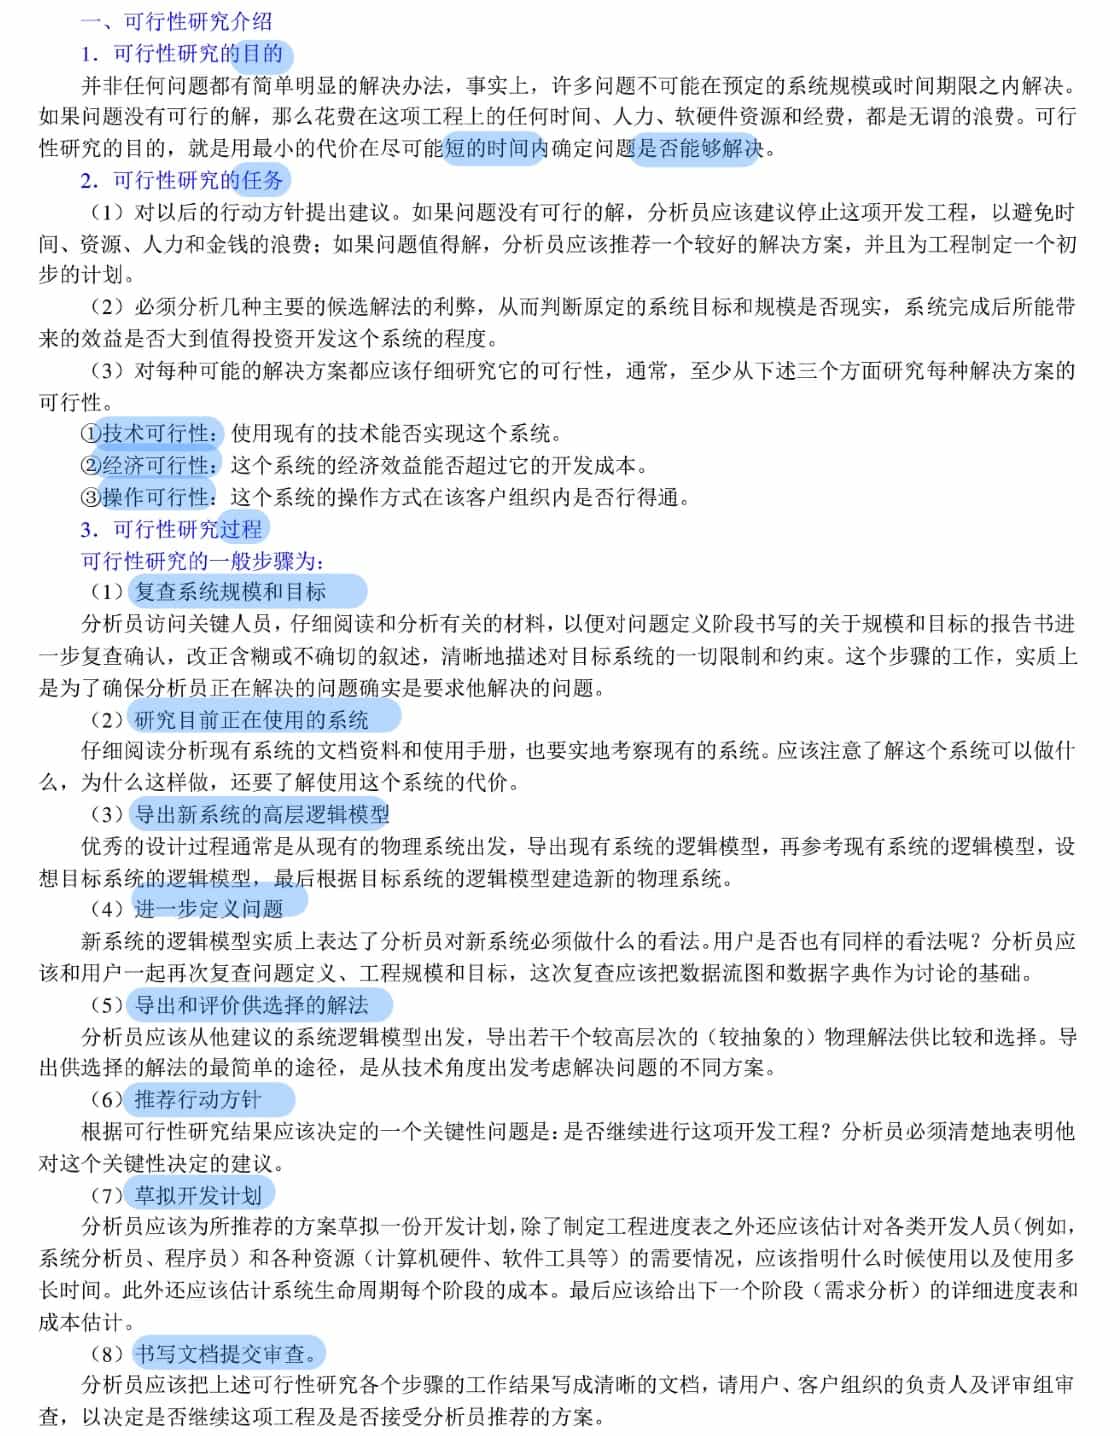 一、可行性研究介绍
1．可行性研究的目的
并非任何问题都有简单明显的解决办法，事实上，许多问题不可能在预定的系统规模或时间期限之内解决。
如果问题没有可行的解，那么花费在这项工程上的任何时间、人力、软硬件资源和经费，都是无谓的浪费。可行
性研究的目的，就是用最小的代价在尽可能短的时间内确定问题是否能够解决。
2．可行性研究的任务
（1）对以后的行动方针提出建议。如果问题没有可行的解，分析员应该建议停止这项开发工程，以避免时
间、资源、人力和金钱的浪费；如果问题值得解，分析员应该推荐一个较好的解决方案，并且为工程制定一个初
步的计划。
（2）必须分析几种主要的候选解法的利弊，从而判断原定的系统目标和规模是否现实，系统完成后所能带
来的效益是否大到值得投资开发这个系统的程度。
（3）对每种可能的解决方案都应该仔细研究它的可行性，通常，至少从下述三个方面研究每种解决方案的
可行性。
①技术可行性：使用现有的技术能否实现这个系统。
②经济可行性：这个系统的经济效益能否超过它的开发成本。
③操作可行性：这个系统的操作方式在该客户组织内是否行得通。
3．可行性研究过程
可行性研究的一般步骤为：
（1）复查系统规模和目标
分析员访问关键人员，仔细阅读和分析有关的材料，以便对问题定义阶段书写的关于规模和目标的报告书进
一步复查确认，改正含糊或不确切的叙述，清晰地描述对目标系统的一切限制和约束。这个步骤的工作，实质上
是为了确保分析员正在解决的问题确实是要求他解决的问题。
（2）研究目前正在使用的系统
仔细阅读分析现有系统的文档资料和使用手册，也要实地考察现有的系统。应该注意了解这个系统可以做什
么，为什么这样做，还要了解使用这个系统的代价。
（3）导出新系统的高层逻辑模型
优秀的设计过程通常是从现有的物理系统出发，导出现有系统的逻辑模型，再参考现有系统的逻辑模型，设
想目标系统的逻辑模型，最后根据目标系统的逻辑模型建造新的物理系统。
（4）进一步定义问题
新系统的逻辑模型实质上表达了分析员对新系统必须做什么的看法。用户是否也有同样的看法呢？分析员应
该和用户一起再次复查问题定义、工程规模和目标，这次复查应该把数据流图和数据字典作为讨论的基础。
（5）导出和评价供选择的解法
分析员应该从他建议的系统逻辑模型出发，导出若干个较高层次的（较抽象的）物理解法供比较和选择。导
出供选择的解法的最简单的途径，是从技术角度出发考虑解决问题的不同方案。
（6）推荐行动方针
根据可行性研究结果应该决定的一个关键性问题是：是否继续进行这项开发工程？分析员必须清楚地表明他
对这个关键性决定的建议。
（7）草拟开发计划
分析员应该为所推荐的方案草拟一份开发计划，除了制定工程进度表之外还应该估计对各类开发人员（例如，
系统分析员、程序员）和各种资源（计算机硬件、软件工具等）的需要情况，应该指明什么时候使用以及使用多
长时间。此外还应该估计系统生命周期每个阶段的成本。最后应该给出下一个阶段（需求分析）的详细进度表和
成本估计。
（8）书写文档提交审查。
分析员应该把上述可行性研究各个步骤的工作结果写成清晰的文档，请用户、客户组织的负责人及评审组审
查，以决定是否继续这项工程及是否接受分析员推荐的方案。